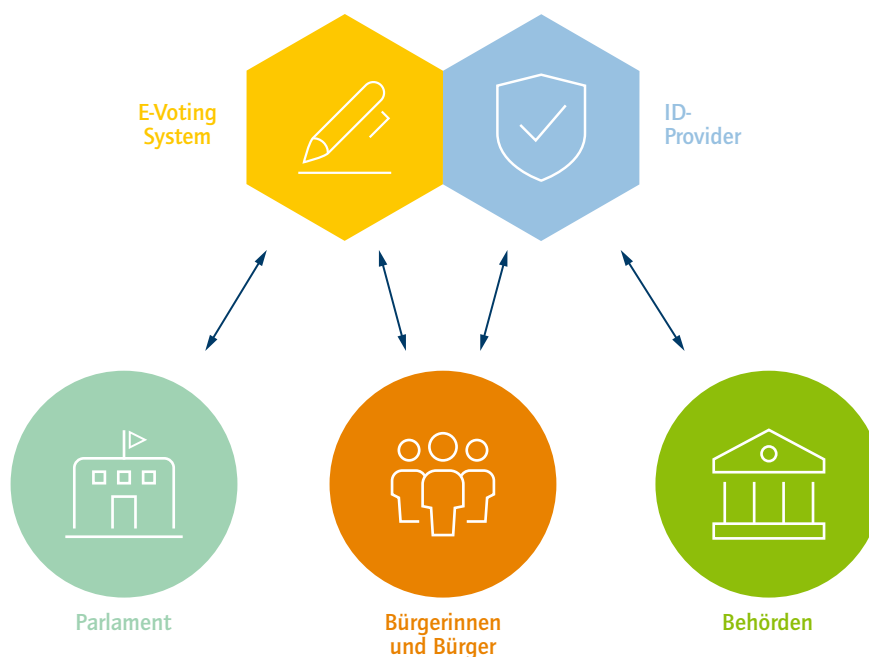 E-Voting
System
ID-
Provider
Parlament
Bürgerinnen
und Bürger
Behörden